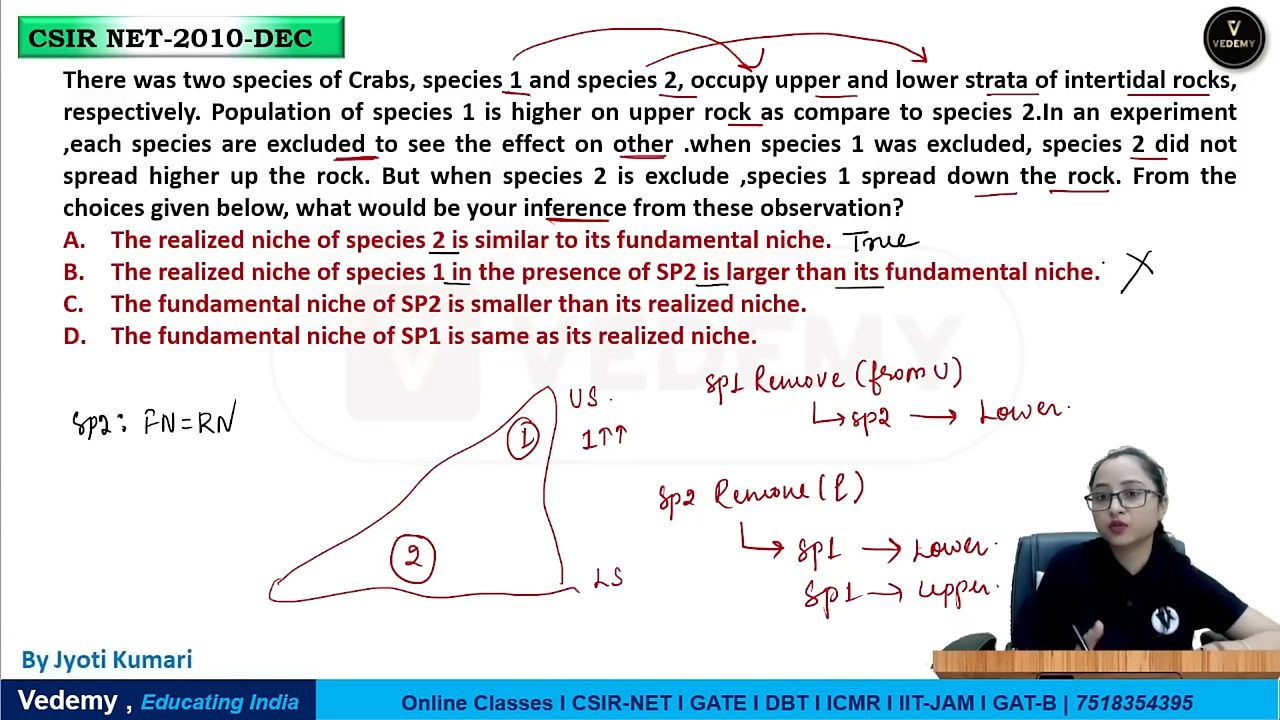 CSIR NET-2010-DEC
VEDEMY
There was two species of Crabs, species 1 and species 2, occupy upper and lower strata of intertidal rocks,
respectively. Population of species 1 is higher on upper rock as compare to species 2.In an experiment
,each species are excluded to see the effect on other .when species 1 was excluded, species 2 did not
spread higher up the rock. But when species 2 is exclude ,species 1 spread down the rock. From the
choices given below, what would be your inference from these observation?
A. The realized niche of species 2 is similar to its fundamental niche. True
B. The realized niche of species 1 in the presence of SP2 is larger than its fundamental niche. X
C. The fundamental niche of SP2 is smaller than its realized niche.
D. The fundamental niche of SP1 is same as its realized niche.
VEDEMY
Sp2: FN=RN
US.
1
1↑↑
2
LS
Sp1 Remove (from U)
↳ sp2 → Lower.
Sp2 Remove (L)
↳ Sp1 → Lower.
Sp1 → Upper.
By Jyoti Kumari
Vedemy , Educating India
Online Classes I CSIR-NET I GATE I DBT I ICMR I IIT-JAM I GAT-B | 7518354395